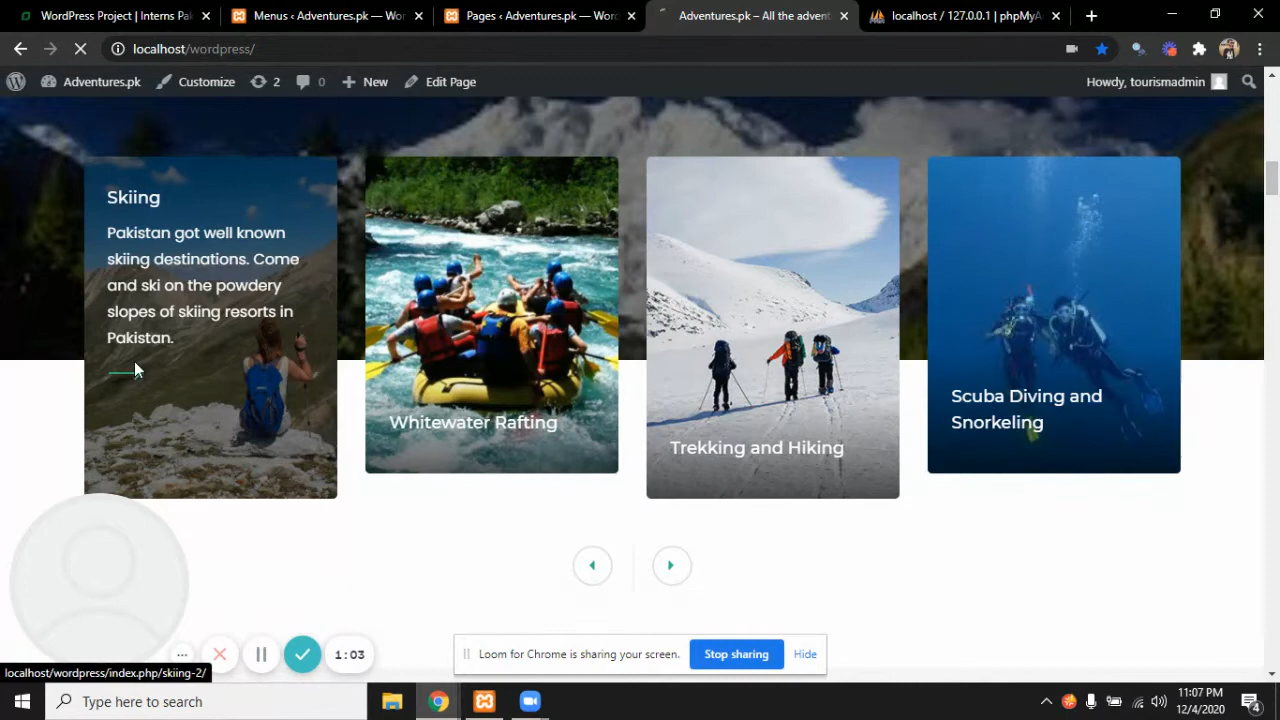 WordPress Project | Interns Pa
Menus ‹ Adventures.pk — Wor
Pages ‹ Adventures.pk — Word
Adventures.pk – All the advent
localhost / 127.0.0.1 | phpMyA
localhost/wordpress/
Adventures.pk
Customize
2
0
New
Edit Page
Howdy, tourismadmin
Skiing
Pakistan got well known
skiing destinations. Come
and ski on the powdery
slopes of skiing resorts in
Pakistan.
Whitewater Rafting
Trekking and Hiking
Scuba Diving and
Snorkeling
1:03
Loom for Chrome is sharing your screen.
Stop sharing
Hide
localhost/wordpress/index.php/skiing-2/
Type here to search
11:07 PM
12/4/2020
4